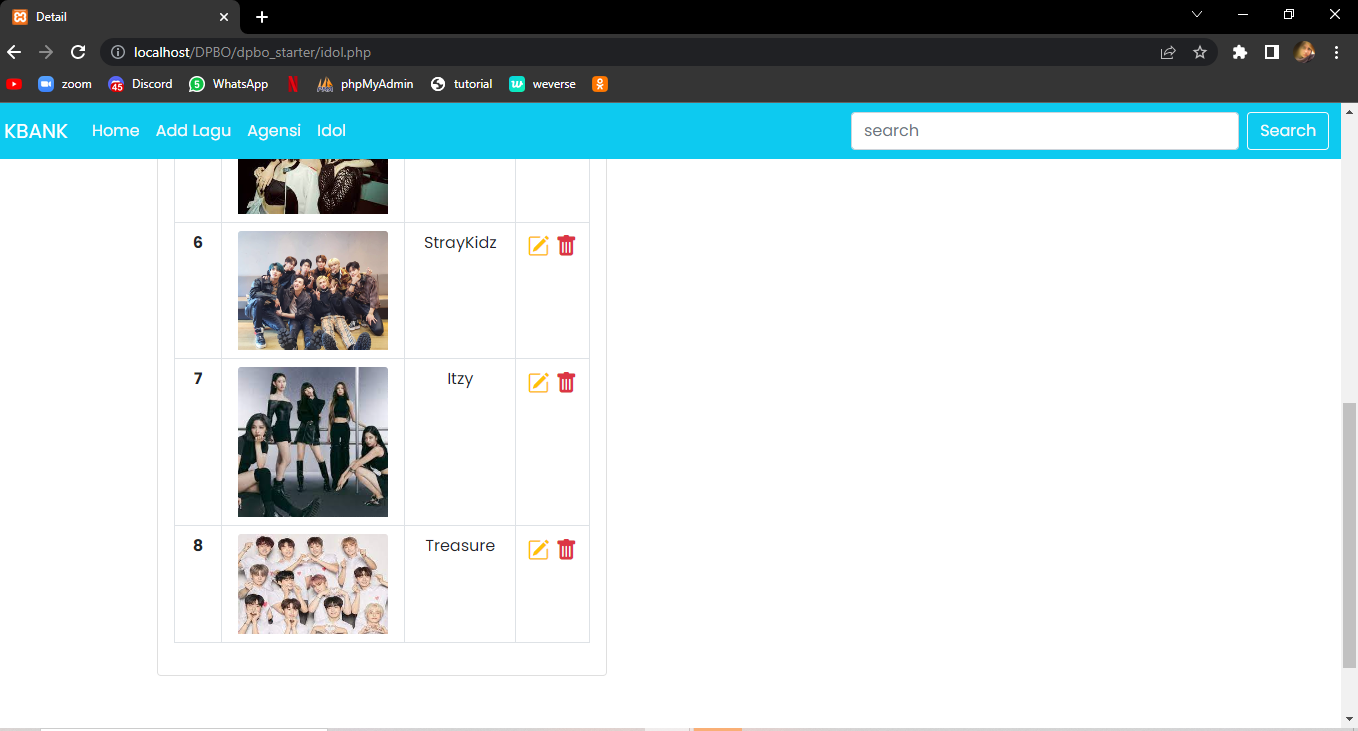 Detail
localhost/DPBO/dpbo_starter/idol.php
zoom 45 Discord 5 WhatsApp N phpMyAdmin tutorial w weverse
KBANK Home Add Lagu Agensi Idol search Search
6 StrayKidz
7 Itzy
8 Treasure